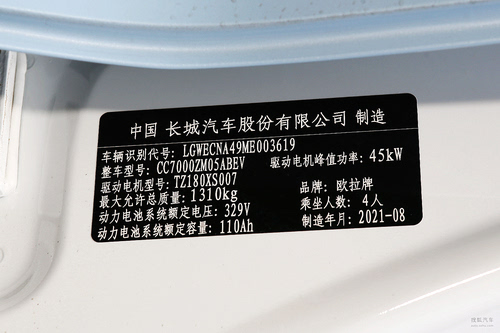 中国 长城汽车股份有限公司 制造
车辆识别代号: LGWECNA49ME003619
整车型号: CC7000ZM05ABEV 驱动电机峰值功率: 45kW
驱动电机型号: TZ180XS007
最大允许总质量: 1310kg 品牌: 欧拉牌
动力电池系统额定电压: 329V 乘坐人数: 4人
动力电池系统额定容量: 110Ah 制造年月: 2021-08
搜狐汽车